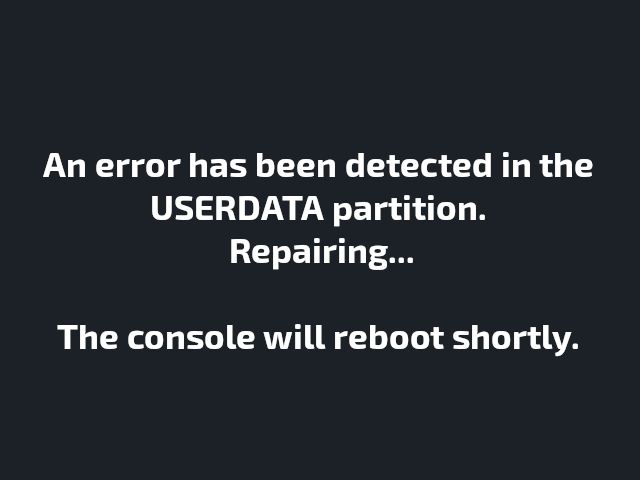 An error has been detected in the
USERDATA partition.
Repairing...
The console will reboot shortly.